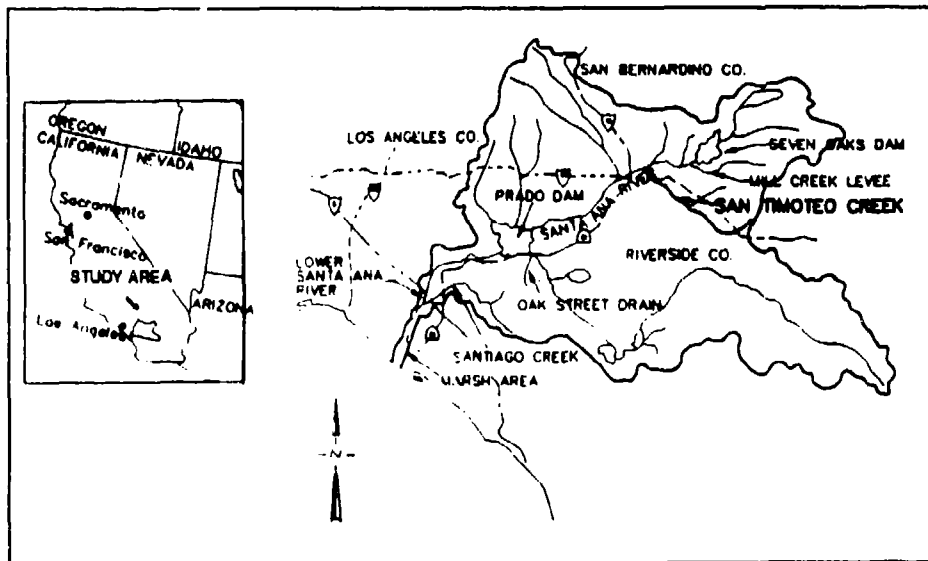 OREGON
CALIFORNIA
NEVADA
IDAHO
Sacramento
San Francisco
STUDY AREA
ARIZONA
Los Angeles
SAN BERNARDINO CO.
LOS ANGELES CO.
SEVEN OAKS DAM
PRADO DAM
MILL CREEK LEVEE
SANTA ANA RIVER
SAN TIMOTEO CREEK
RIVERSIDE CO.
LOWER
SANTA ANA
RIVER
OAK STREET DRAIN
SANTIAGO CREEK
MARSH AREA
N